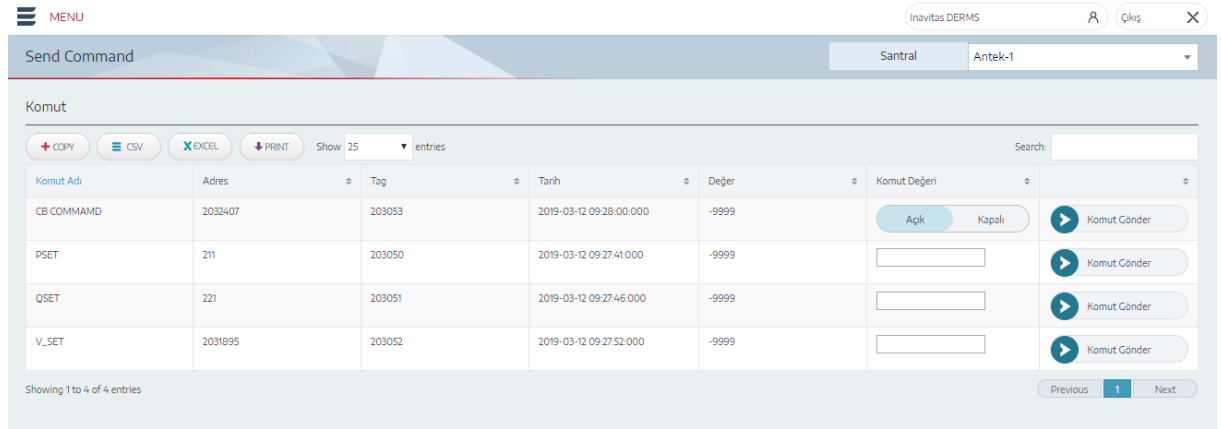 MENU
Inavitas DERMS
Çıkış
Send Command
Santral
Antek-1
Komut
COPY
CSV
EXCEL
PRINT
Show 25 entries
Search:
Komut Adı Adres Tag Tarih Değer Komut Değeri
CB COMMAMD 2032407 203053 2019-03-12 09:28:00:000 -9999 Açık Kapalı Komut Gönder
PSET 211 203050 2019-03-12 09:27:41:000 -9999 Komut Gönder
QSET 221 203051 2019-03-12 09:27:46:000 -9999 Komut Gönder
V_SET 2031895 203052 2019-03-12 09:27:52:000 -9999 Komut Gönder
Showing 1 to 4 of 4 entries
Previous 1 Next